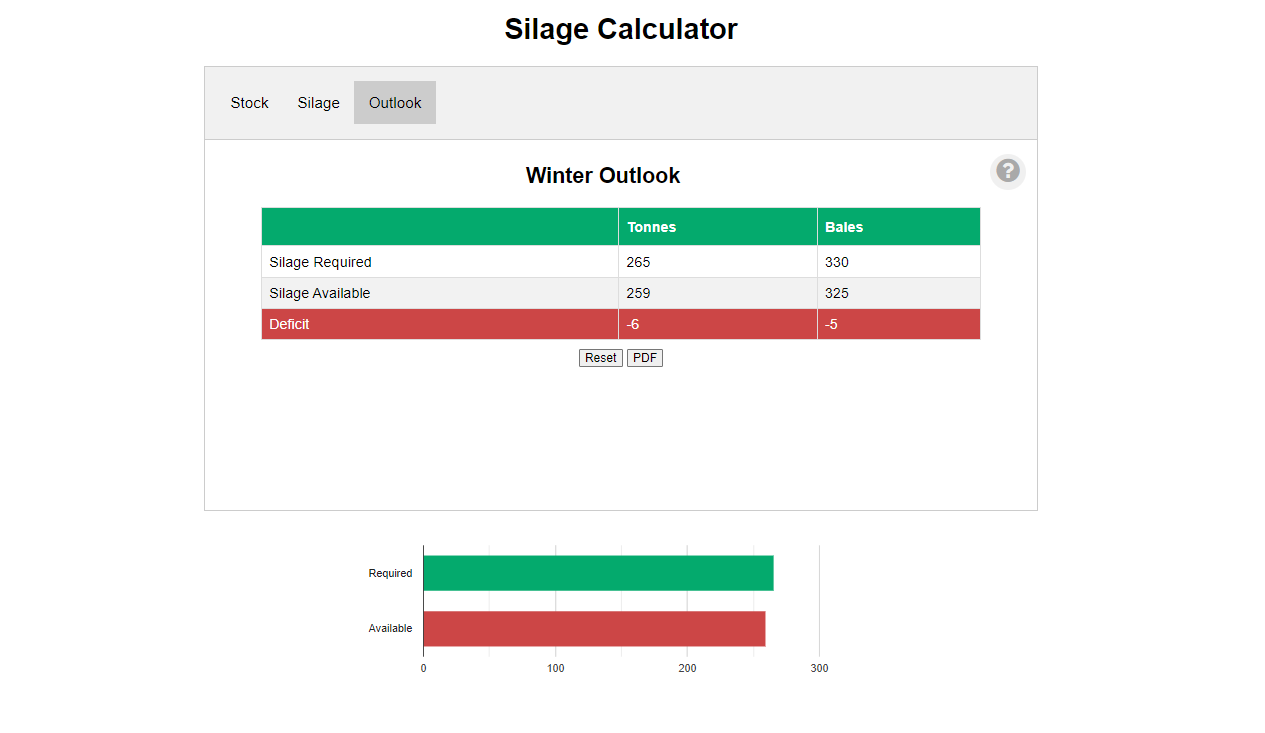 Silage Calculator
Stock Silage Outlook
?
Winter Outlook
Tonnes Bales
Silage Required 265 330
Silage Available 259 325
Deficit -6 -5
Reset PDF
Required
Available
0 100 200 300